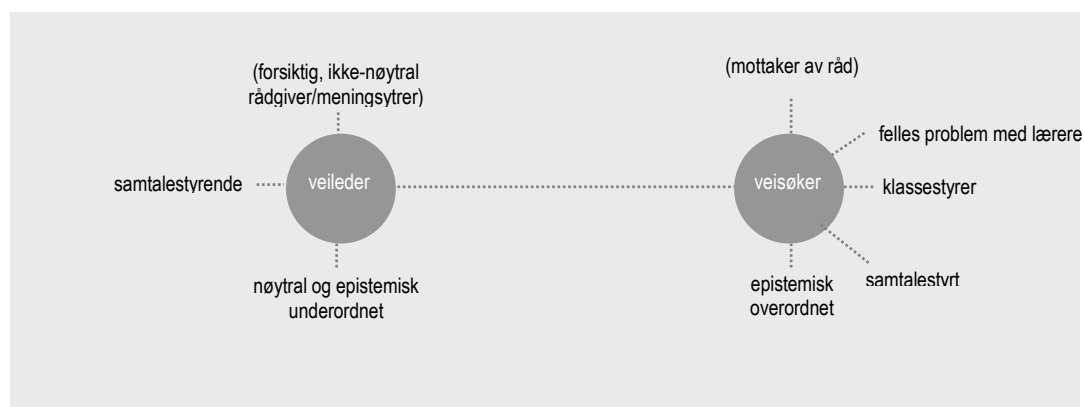 (forsiktig, ikke-nøytral
rådgiver/meningsytrer)
(mottaker av råd)
felles problem med lærere
samtalestyrende
veileder
veisøker
klassestyrer
nøytral og epistemisk
underordnet
epistemisk
overordnet
samtalestyrt